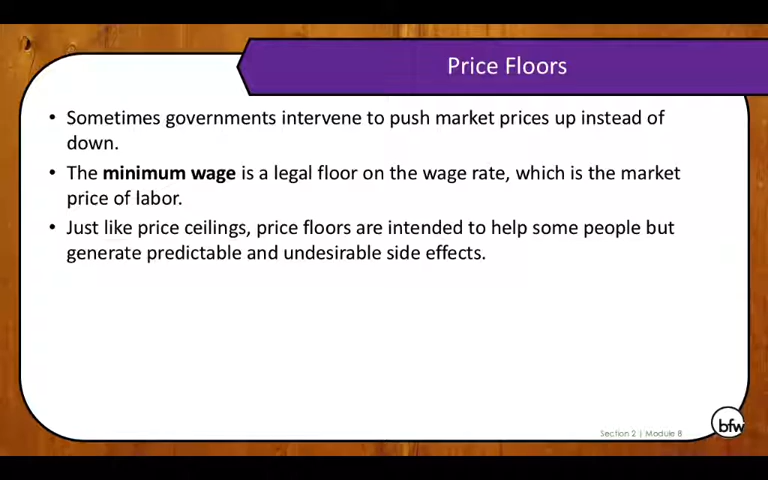 Price Floors
• Sometimes governments intervene to push market prices up instead of
down.
• The minimum wage is a legal floor on the wage rate, which is the market
price of labor.
• Just like price ceilings, price floors are intended to help some people but
generate predictable and undesirable side effects.
Section 2 | Module 8
bfw